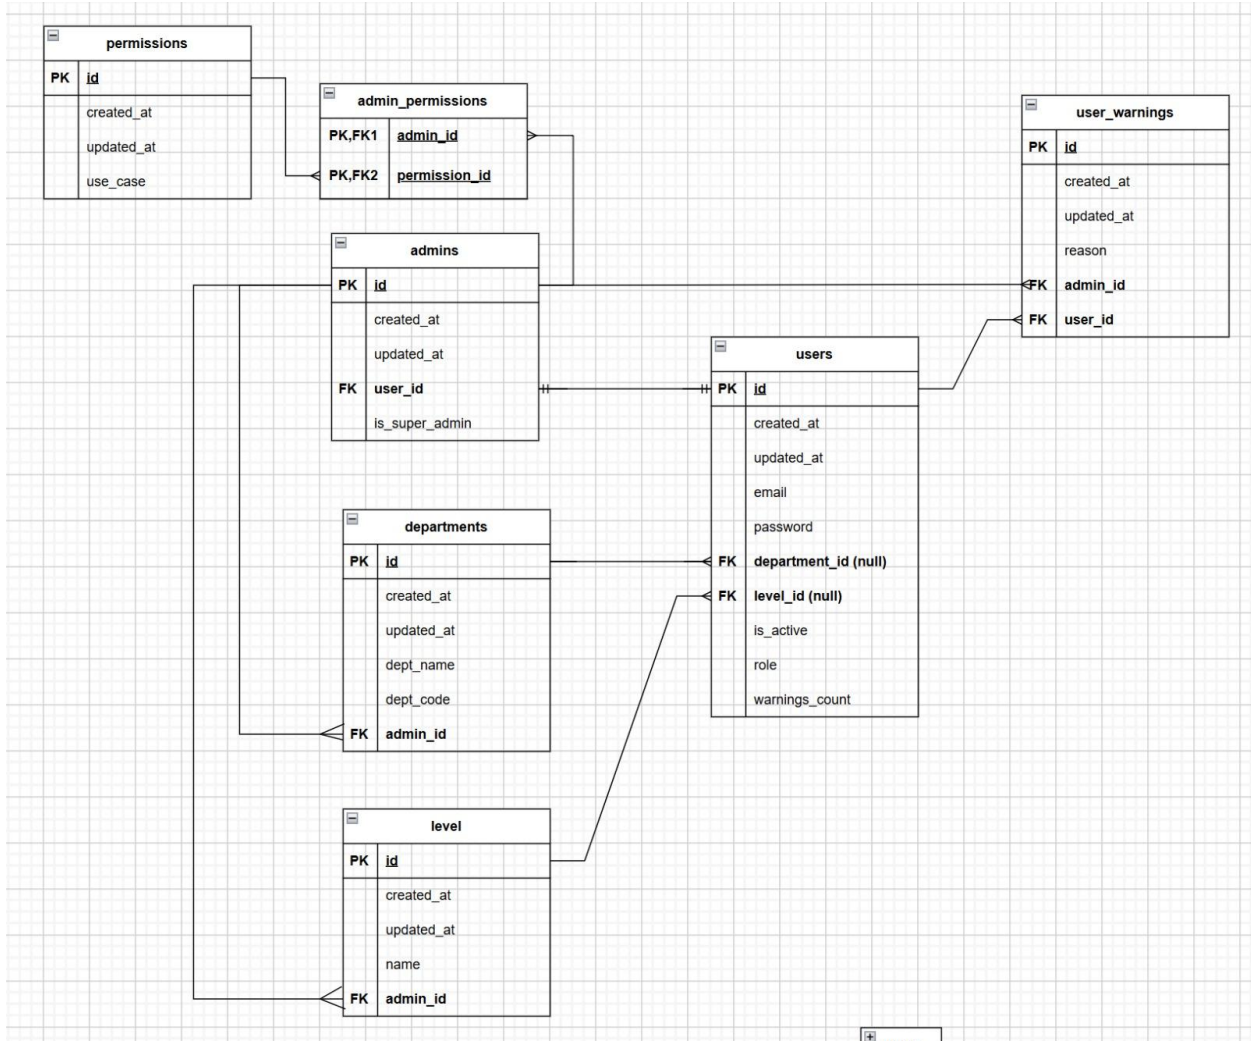 permissions
PK id
created_at
updated_at
use_case
admin_permissions
PK,FK1 admin_id
PK,FK2 permission_id
user_warnings
PK id
created_at
updated_at
reason
FK admin_id
FK user_id
admins
PK id
created_at
updated_at
FK user_id
is_super_admin
users
PK id
created_at
updated_at
email
password
FK department_id (null)
FK level_id (null)
is_active
role
warnings_count
departments
PK id
created_at
updated_at
dept_name
dept_code
FK admin_id
level
PK id
created_at
updated_at
name
FK admin_id